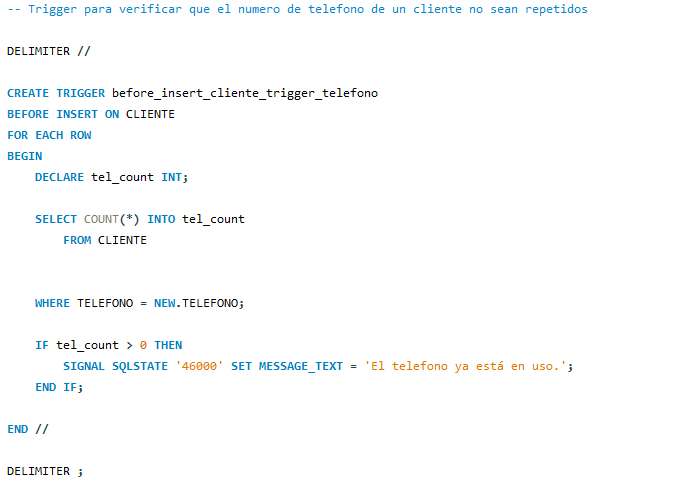 -- Trigger para verificar que el numero de telefono de un cliente no sean repetidos
DELIMITER //
CREATE TRIGGER before_insert_cliente_trigger_telefono
BEFORE INSERT ON CLIENTE
FOR EACH ROW
BEGIN
    DECLARE tel_count INT;
    SELECT COUNT(*) INTO tel_count
        FROM CLIENTE
    WHERE TELEFONO = NEW.TELEFONO;
    IF tel_count > 0 THEN
        SIGNAL SQLSTATE '46000' SET MESSAGE_TEXT = 'El telefono ya está en uso.';
    END IF;
END //
DELIMITER ;